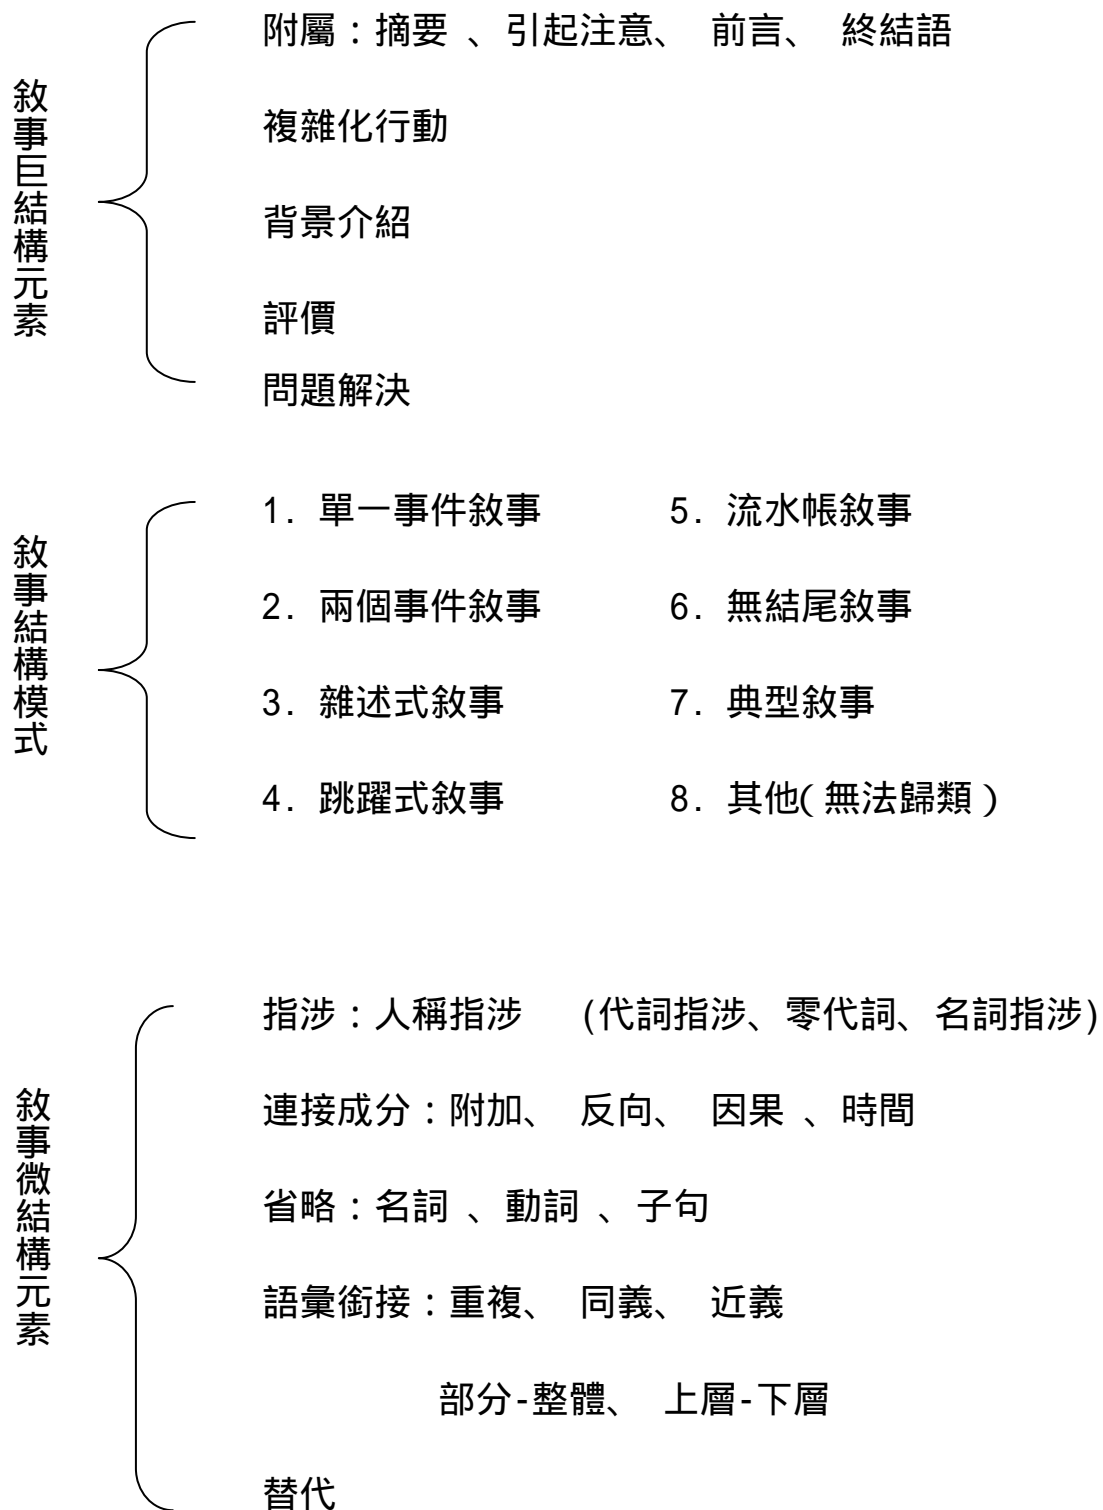 敘事巨結構元素
附屬：摘要 、引起注意、 前言、 終結語
複雜化行動
背景介紹
評價
問題解決
敘事結構模式
1. 單一事件敘事 5. 流水帳敘事
2. 兩個事件敘事 6. 無結尾敘事
3. 雜述式敘事 7. 典型敘事
4. 跳躍式敘事 8. 其他(無法歸類)
敘事微結構元素
指涉：人稱指涉 (代詞指涉、零代詞、名詞指涉)
連接成分：附加、 反向、 因果 、時間
省略：名詞 、動詞 、子句
語彙銜接：重複、 同義、 近義
部分-整體、 上層-下層
替代